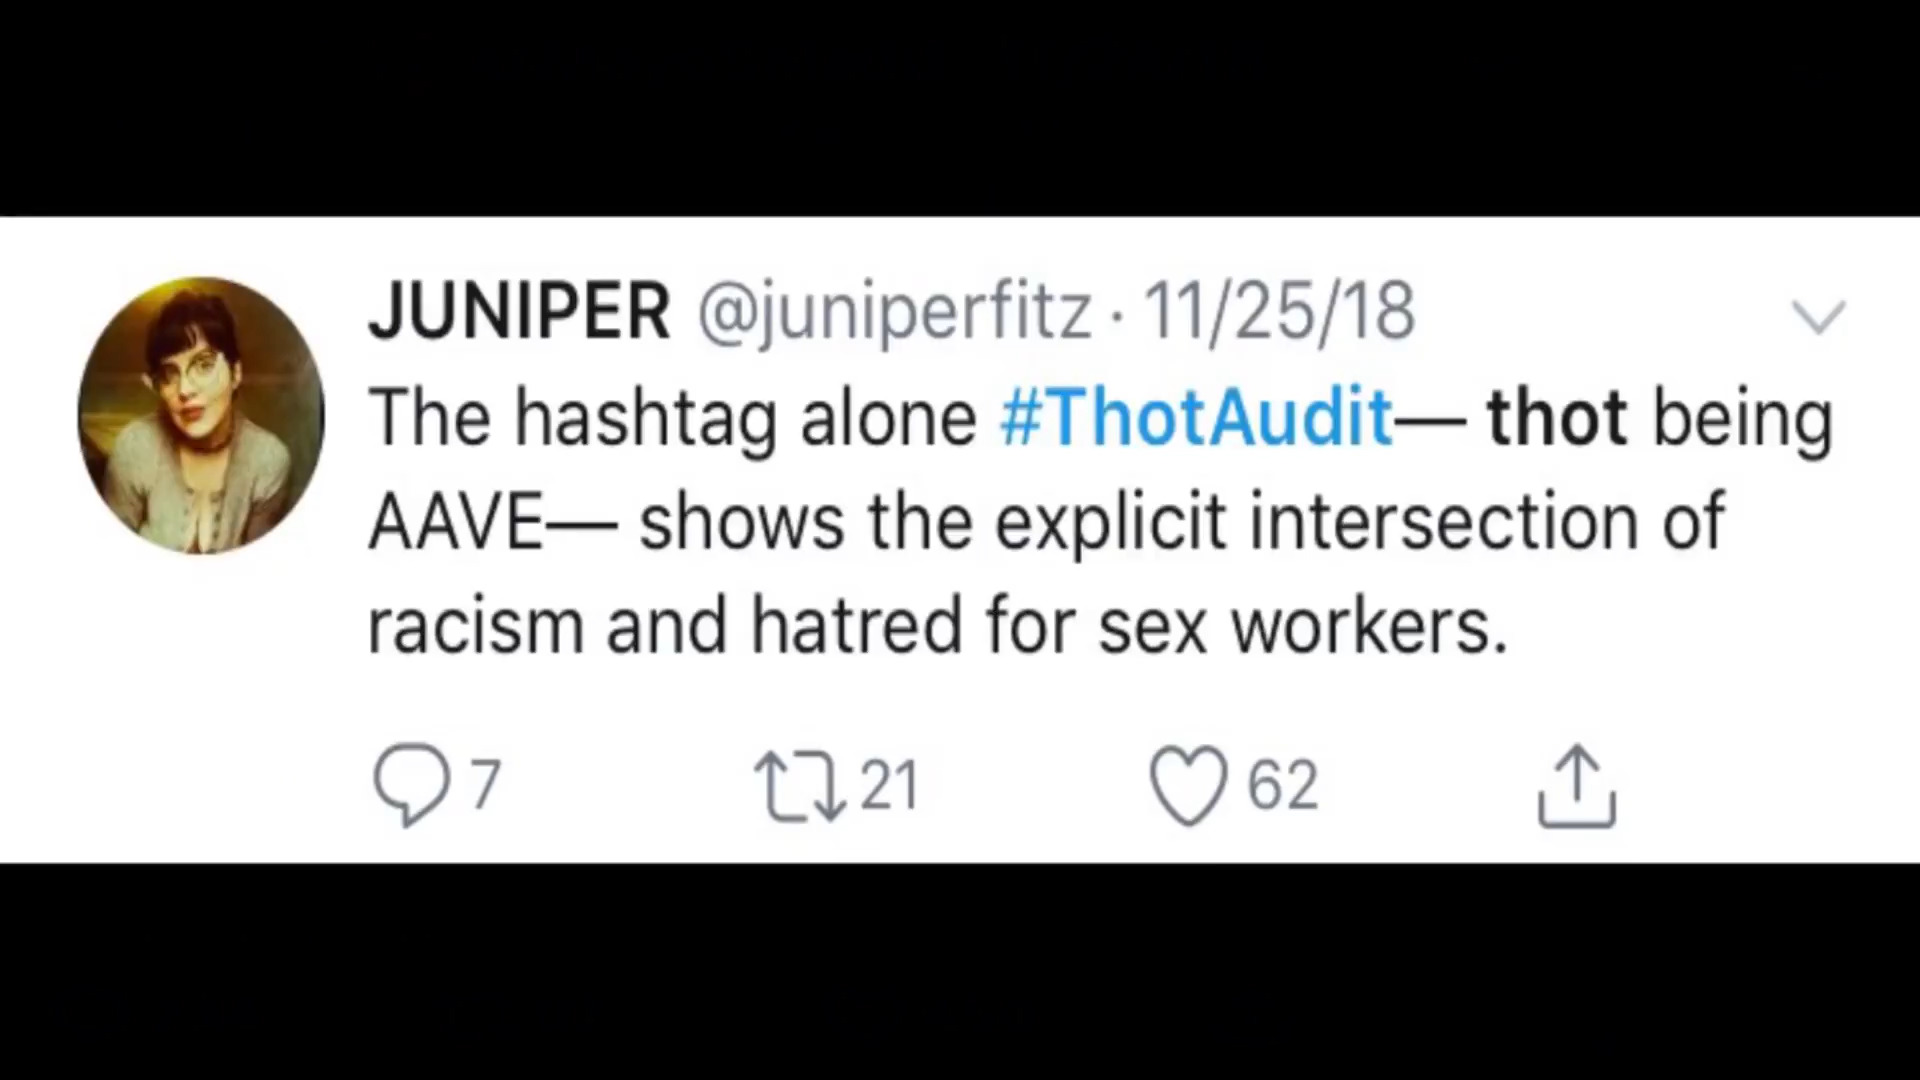 JUNIPER @juniperfitz · 11/25/18
The hashtag alone #ThotAudit— thot being
AAVE— shows the explicit intersection of
racism and hatred for sex workers.
7 21 62